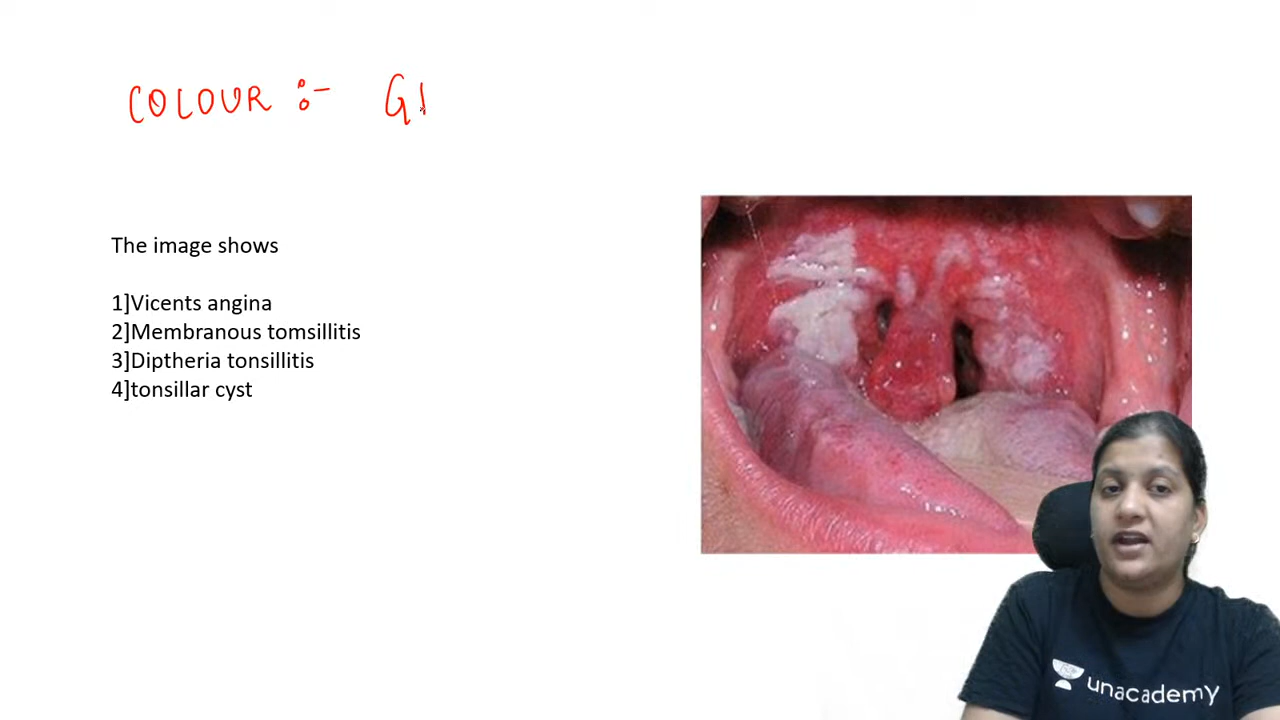 COLOUR :- G
The image shows
1]Vicents angina
2]Membranous tomsillitis
3]Diptheria tonsillitis
4]tonsillar cyst
unacademy